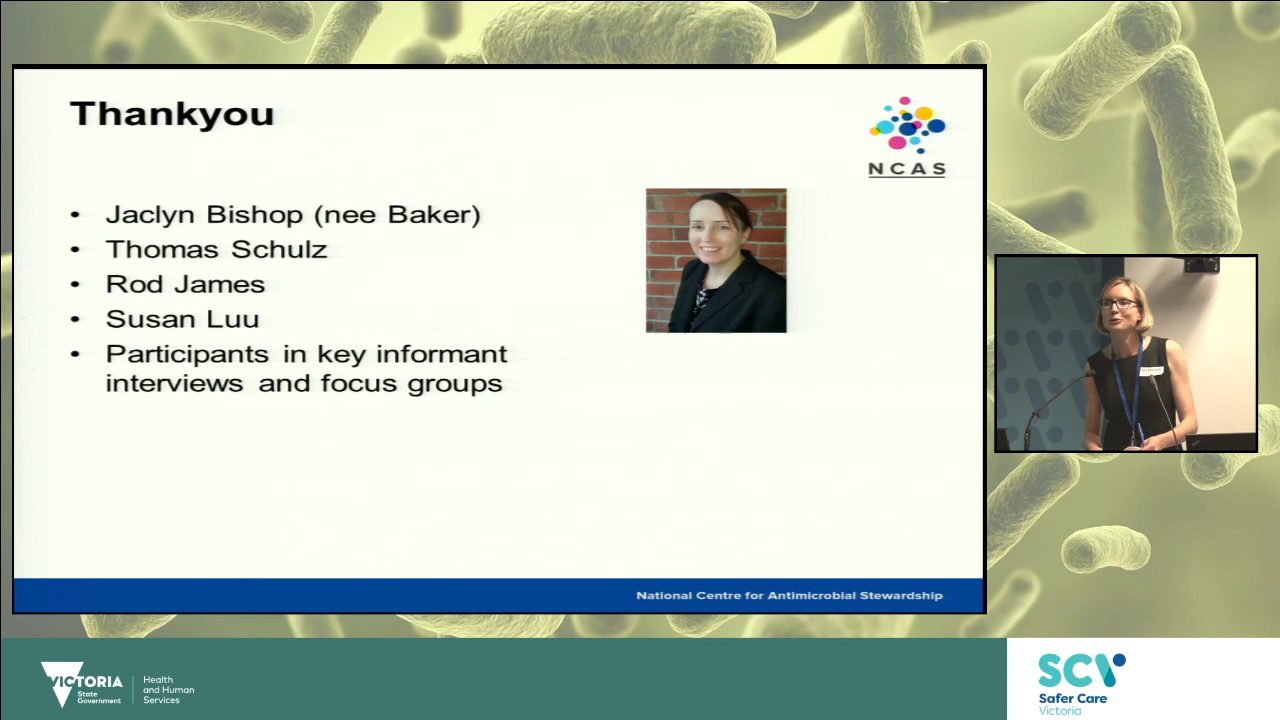 Thankyou
NCAS
• Jaclyn Bishop (nee Baker)
• Thomas Schulz
• Rod James
• Susan Luu
• Participants in key informant
interviews and focus groups
National Centre for Antimicrobial Stewardship
VICTORIA
State
Government
Health
and Human
Services
SCV
Safer Care
Victoria